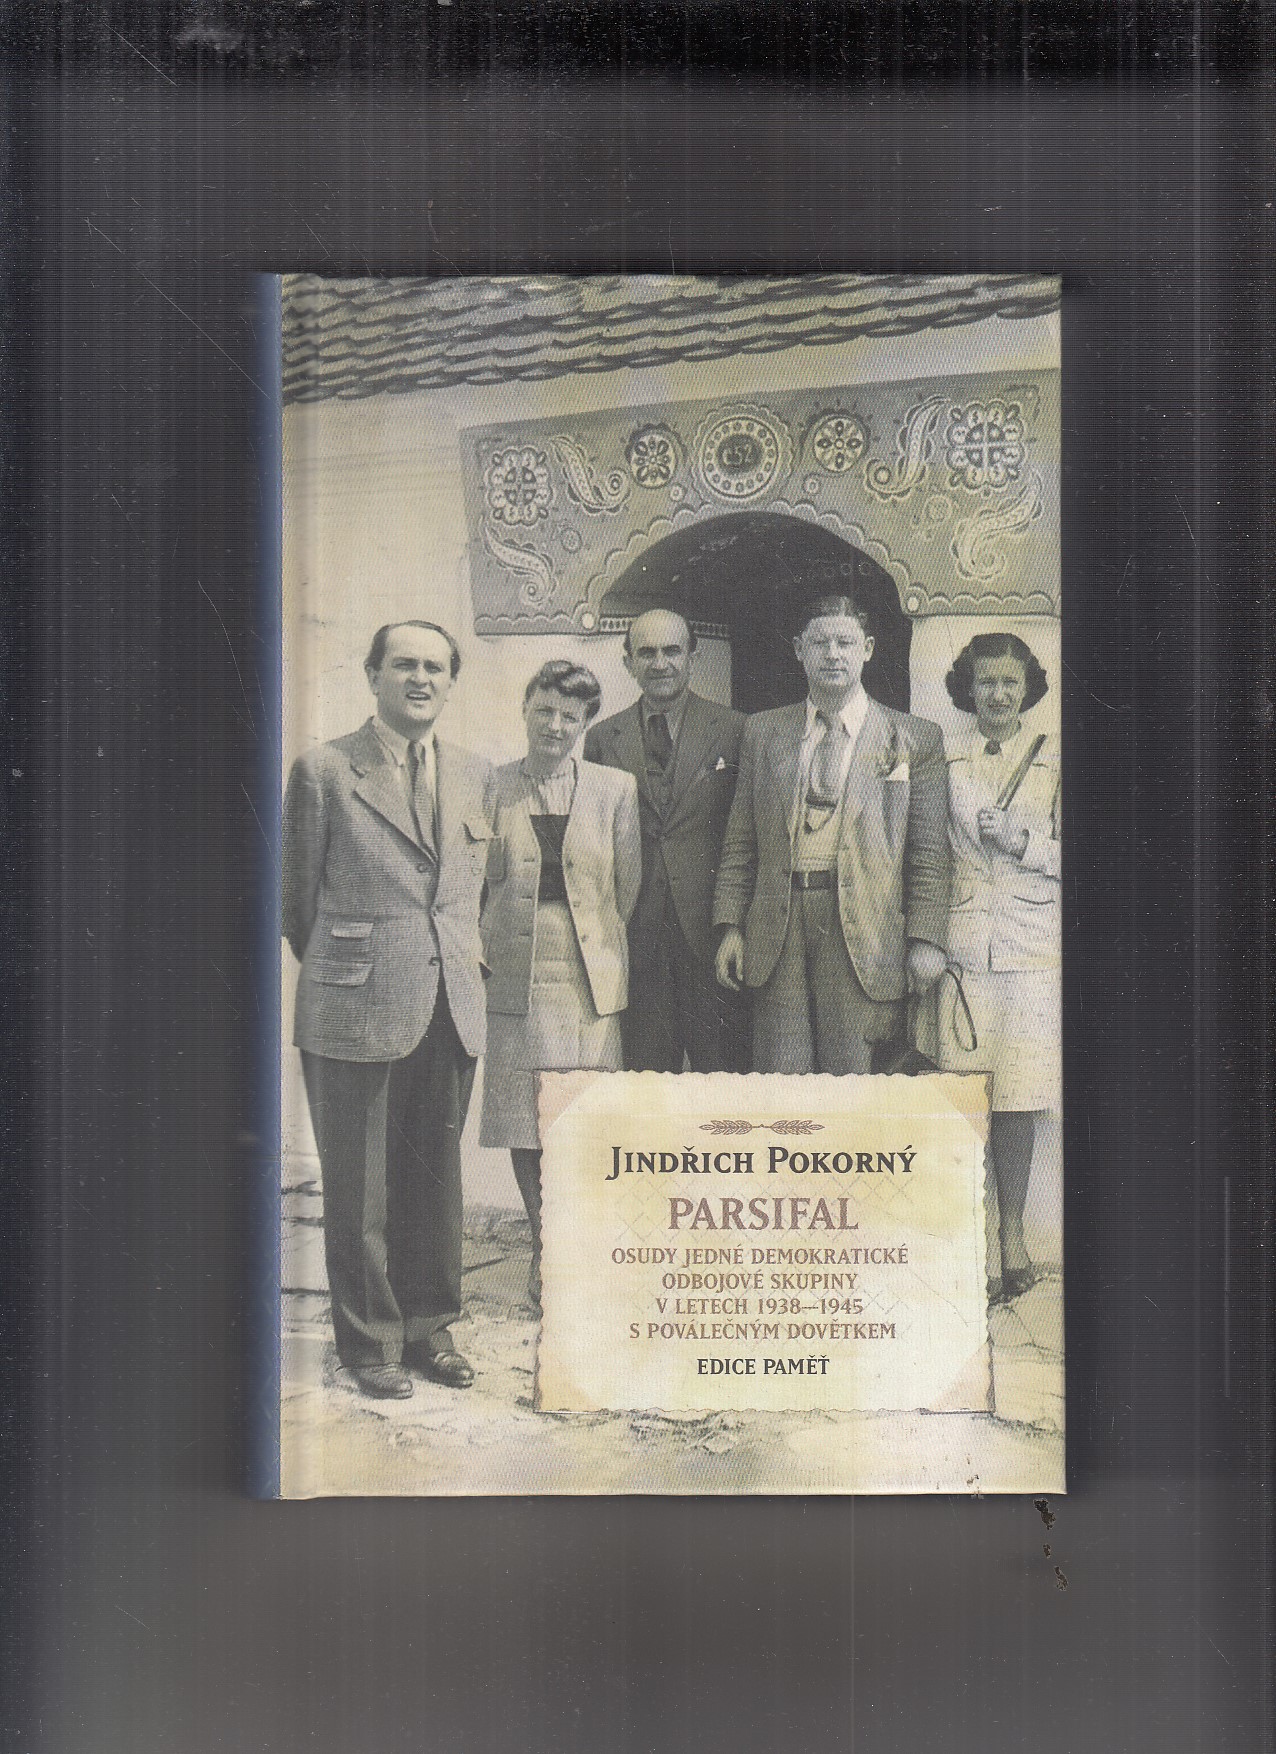 JINDŘICH POKORNÝ
PARSIFAL
OSUDY JEDNÉ DEMOKRATICKÉ
ODBOJOVÉ SKUPINY
V LETECH 1938–1945
S POVÁLEČNÝM DOVĚTKEM
EDICE PAMĚŤ